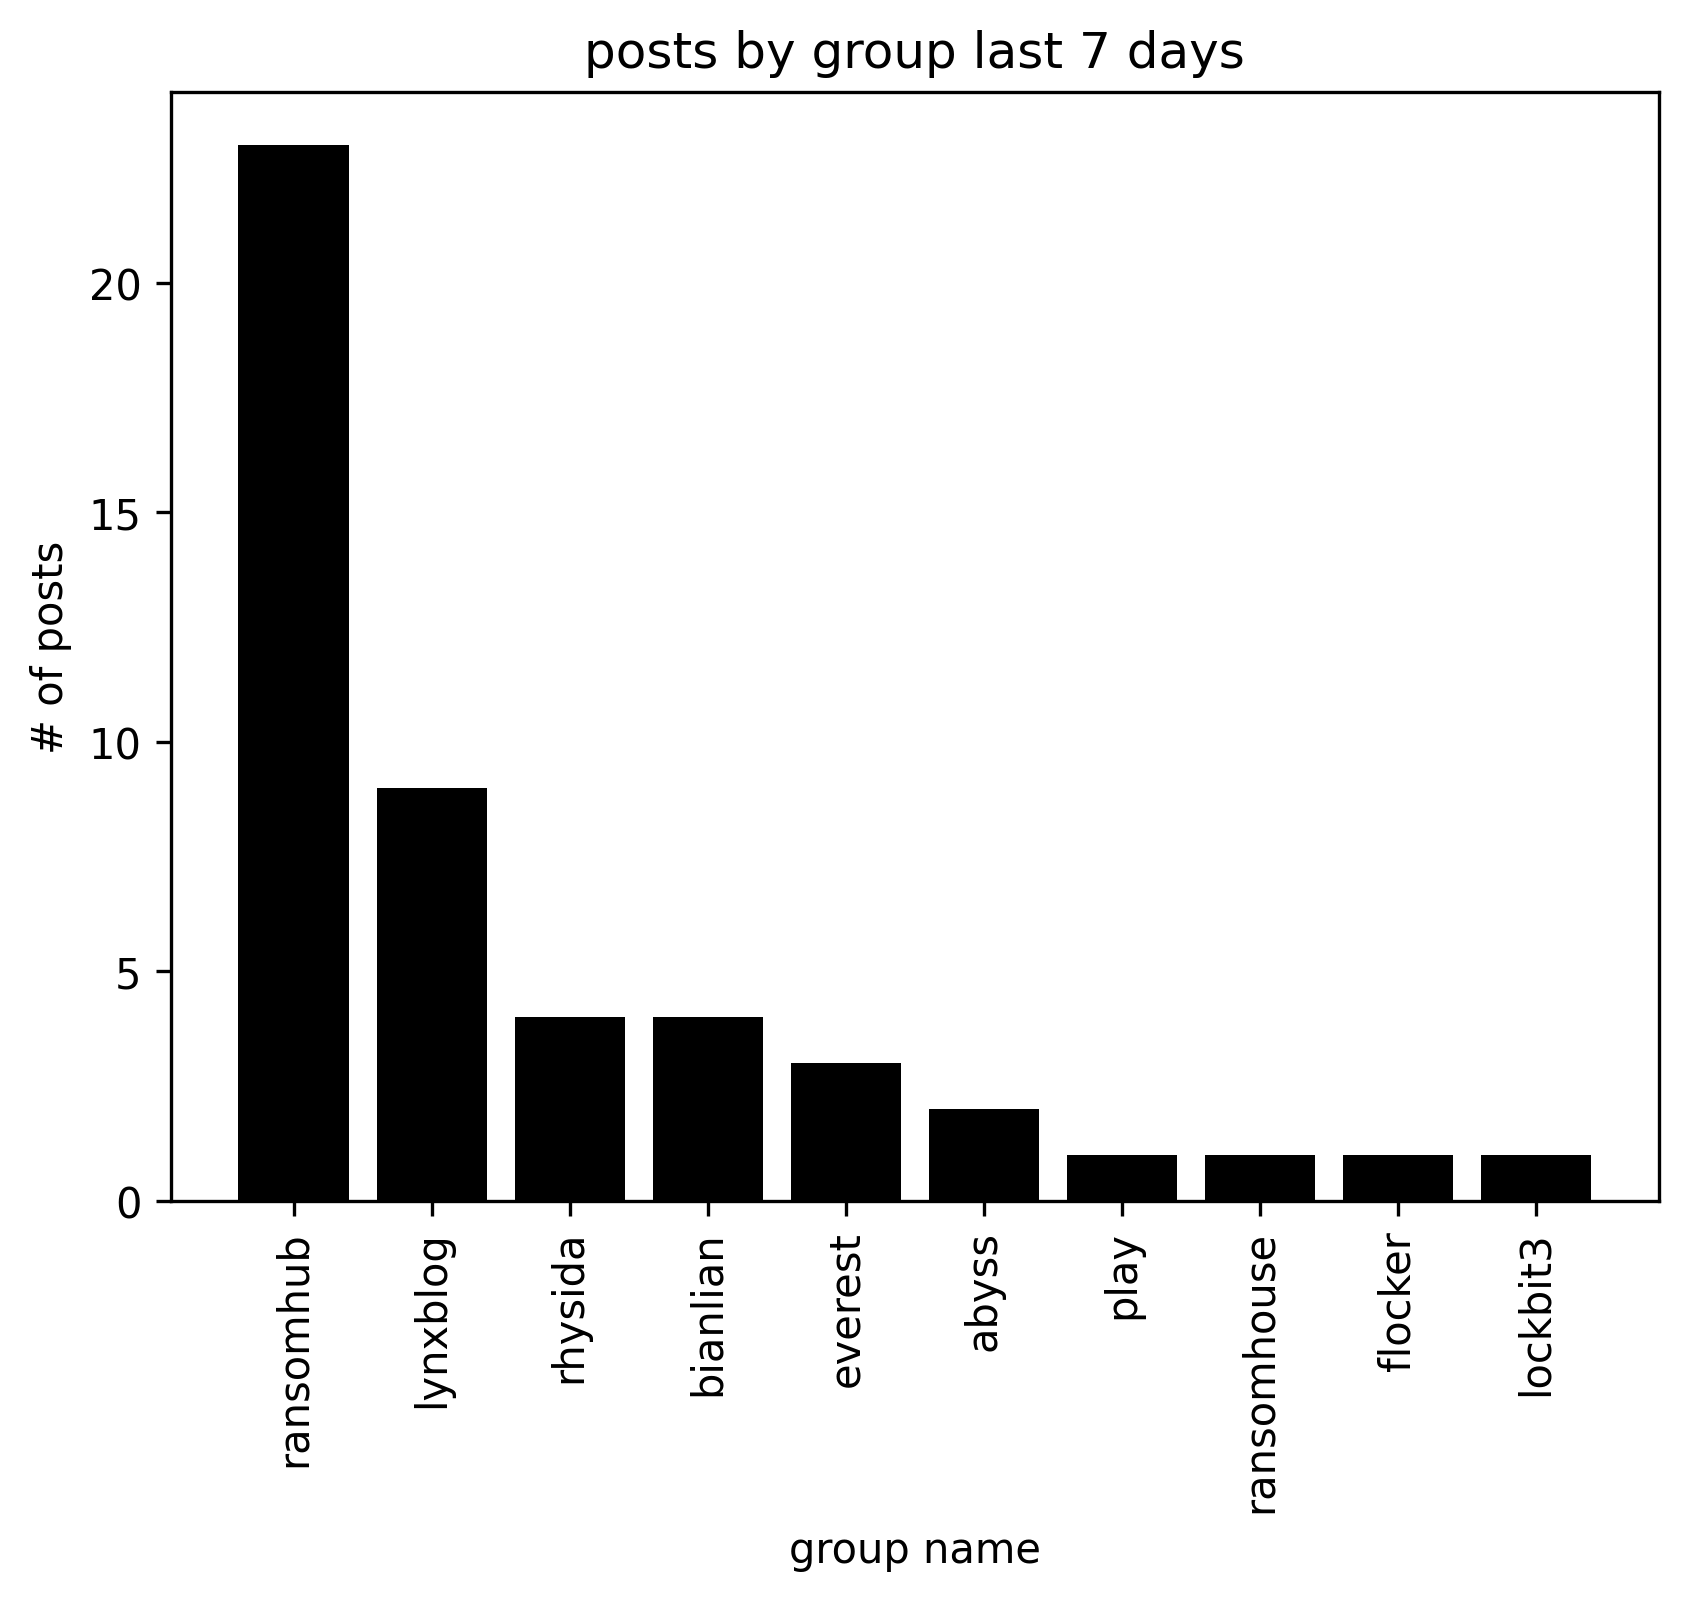 posts by group last 7 days
# of posts
20
15
10
5
0
ransomhub
lynxblog
rhysida
bianlian
everest
abyss
play
ransomhouse
flocker
lockbit3
group name